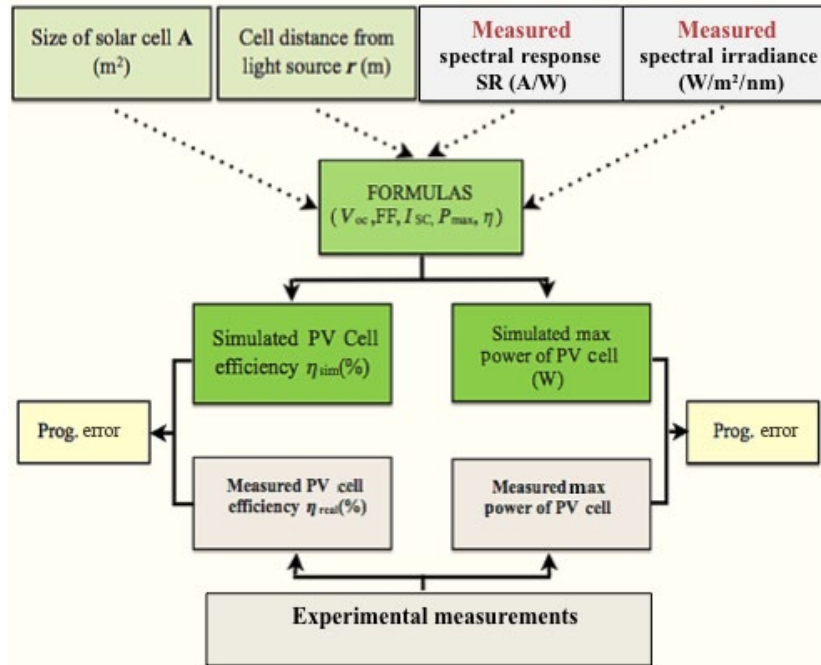 Size of solar cell A
(m²)
Cell distance from
light source r (m)
Measured
spectral response
SR (A/W)
Measured
spectral irradiance
(W/m²/nm)
FORMULAS
(Voc,FF,ISC,Pmax,η)
Simulated PV Cell
efficiency ηsim(%)
Simulated max
power of PV cell
(W)
Prog. error
Prog. error
Measured PV cell
efficiency ηreal(%)
Measured max
power of PV cell
Experimental measurements